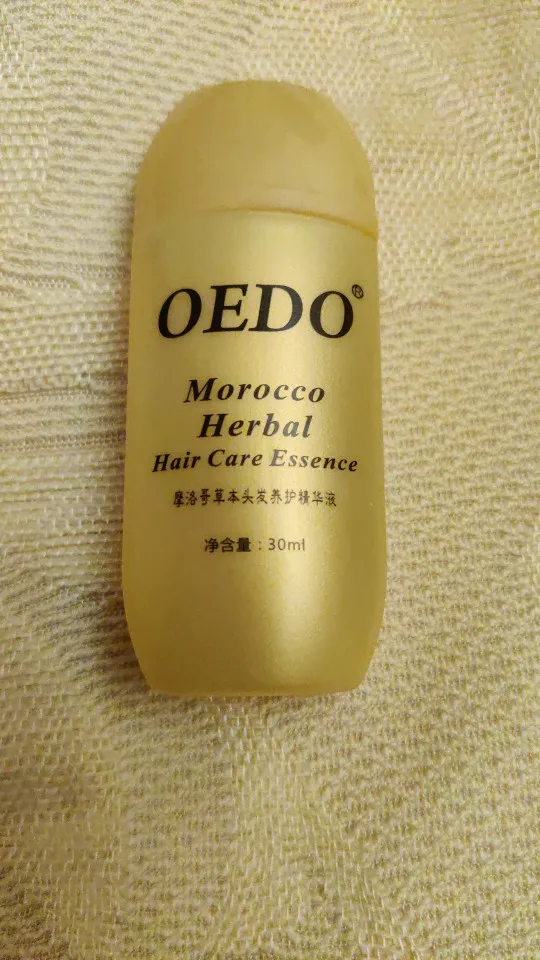 OEDO®
Morocco
Herbal
Hair Care Essence
摩洛哥草本头发养护精华液
净含量：30ml